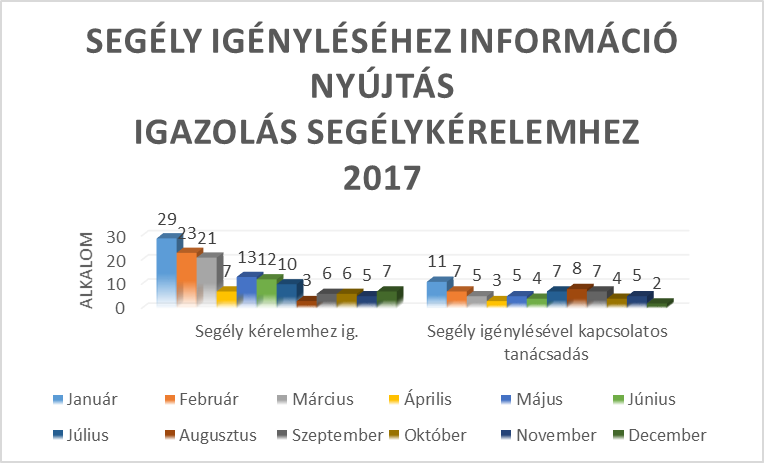 SEGÉLY IGÉNYLÉSÉHEZ INFORMÁCIÓ
NYÚJTÁS
IGAZOLÁS SEGÉLYKÉRELEMHEZ
2017
ALKALOM
30
20
10
0
29 23 21 7 13 12 10 3 6 6 5 7
11 7 5 3 5 4 7 8 7 4 5 2
Segély kérelemhez ig.
Segély igénylésével kapcsolatos
tanácsadás
Január Február Március Április Május Június
Július Augusztus Szeptember Október November December